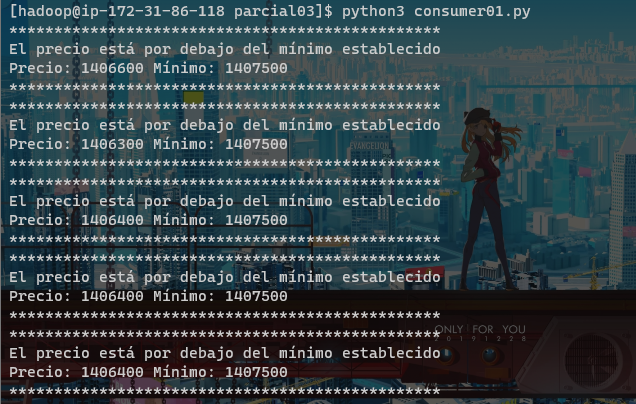 [hadoop@ip-172-31-86-118 parcial03]$ python3 consumer01.py
************************************************
El precio está por debajo del mínimo establecido
Precio: 1406600 Mínimo: 1407500
************************************************
************************************************
El precio está por debajo del mínimo establecido
Precio: 1406300 Mínimo: 1407500
EVANGELION
************************************************
************************************************
El precio está por debajo del mínimo establecido
Precio: 1406400 Mínimo: 1407500
************************************************
************************************************
El precio está por debajo del mínimo establecido
Precio: 1406400 Mínimo: 1407500
************************************************
************************************************
ONLY FOR YOU
20191228
El precio está por debajo del mínimo establecido
Precio: 1406400 Mínimo: 1407500
************************************************